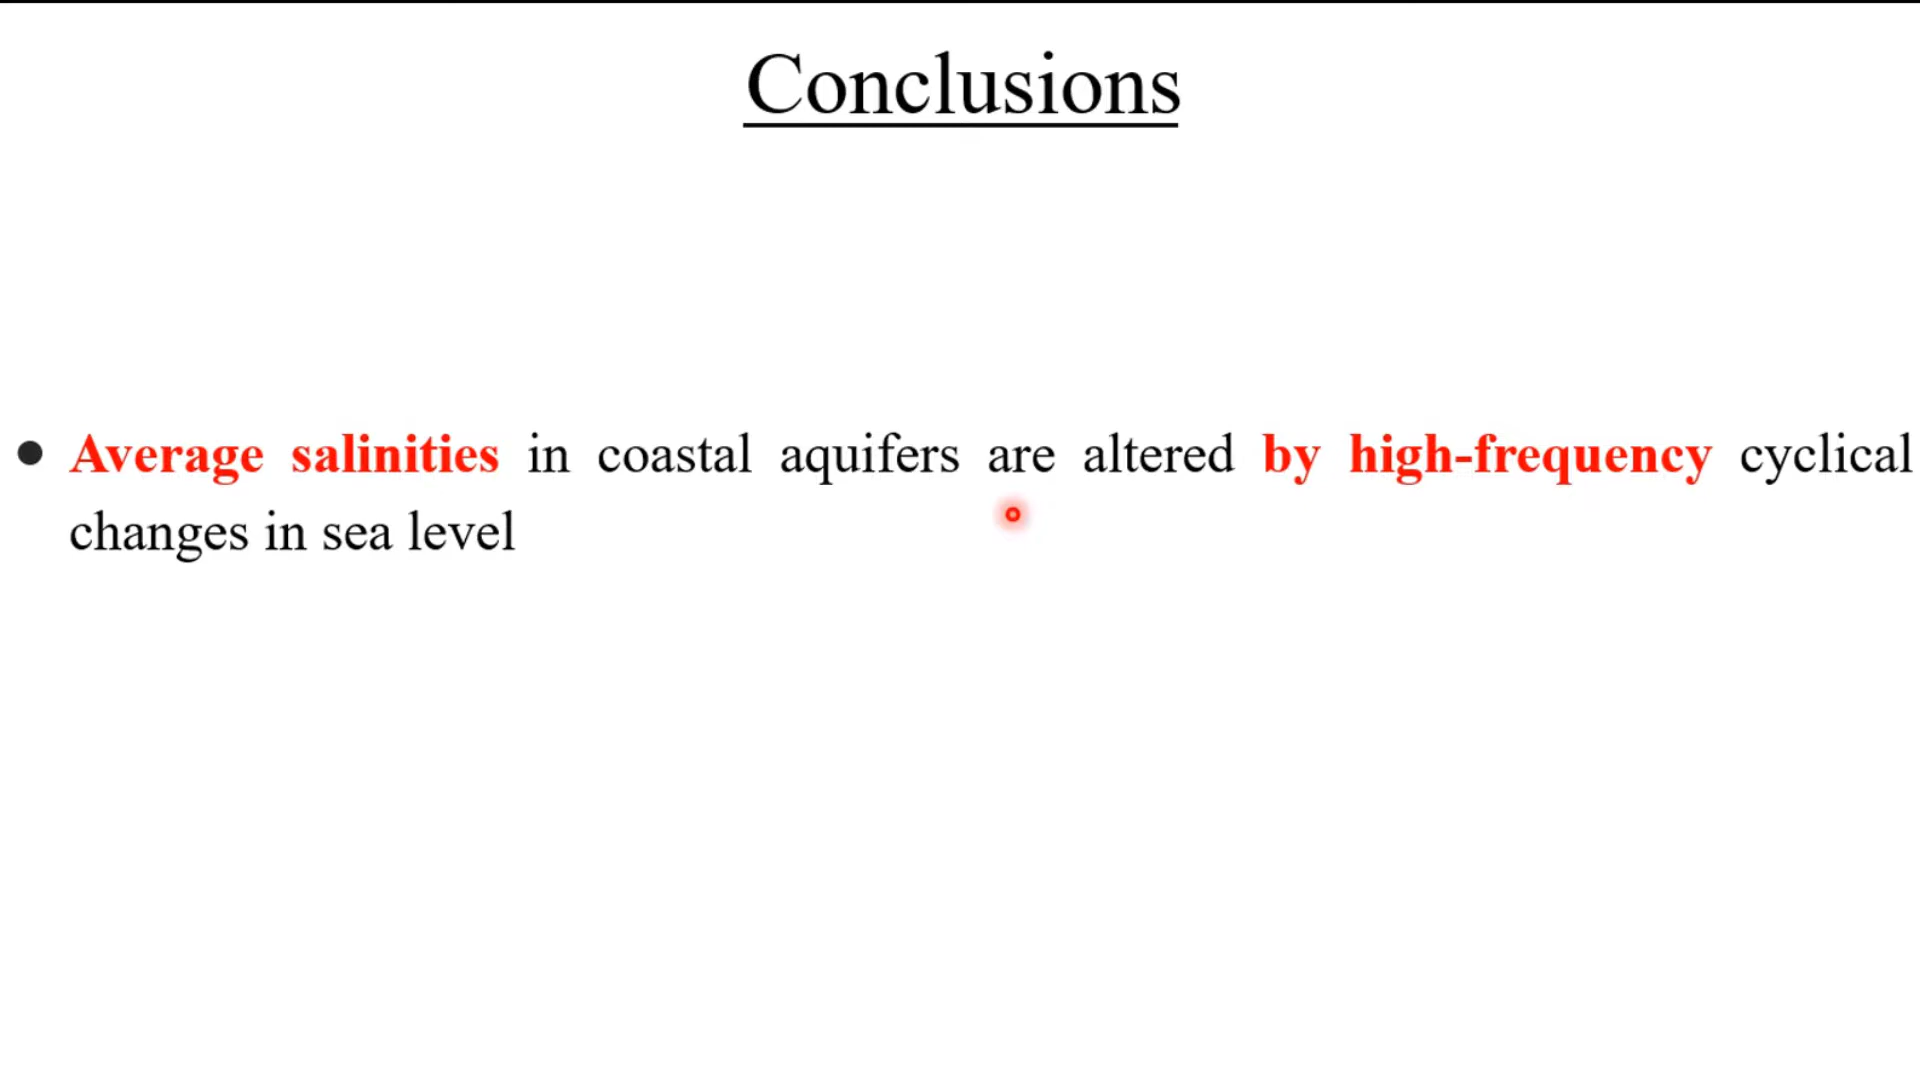 Conclusions
● Average salinities in coastal aquifers are altered by high-frequency cyclical
changes in sea level